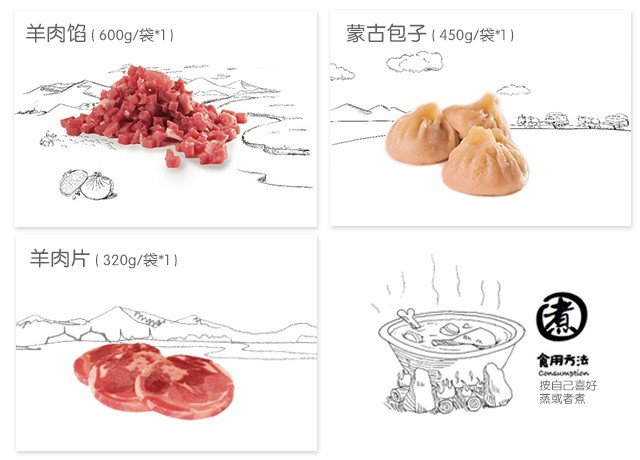 羊肉馅 ( 600g/袋*1 )
蒙古包子 ( 450g/袋*1 )
羊肉片 ( 320g/袋*1 )
煮
食用方法
Consumption
按自己喜好
蒸或者煮